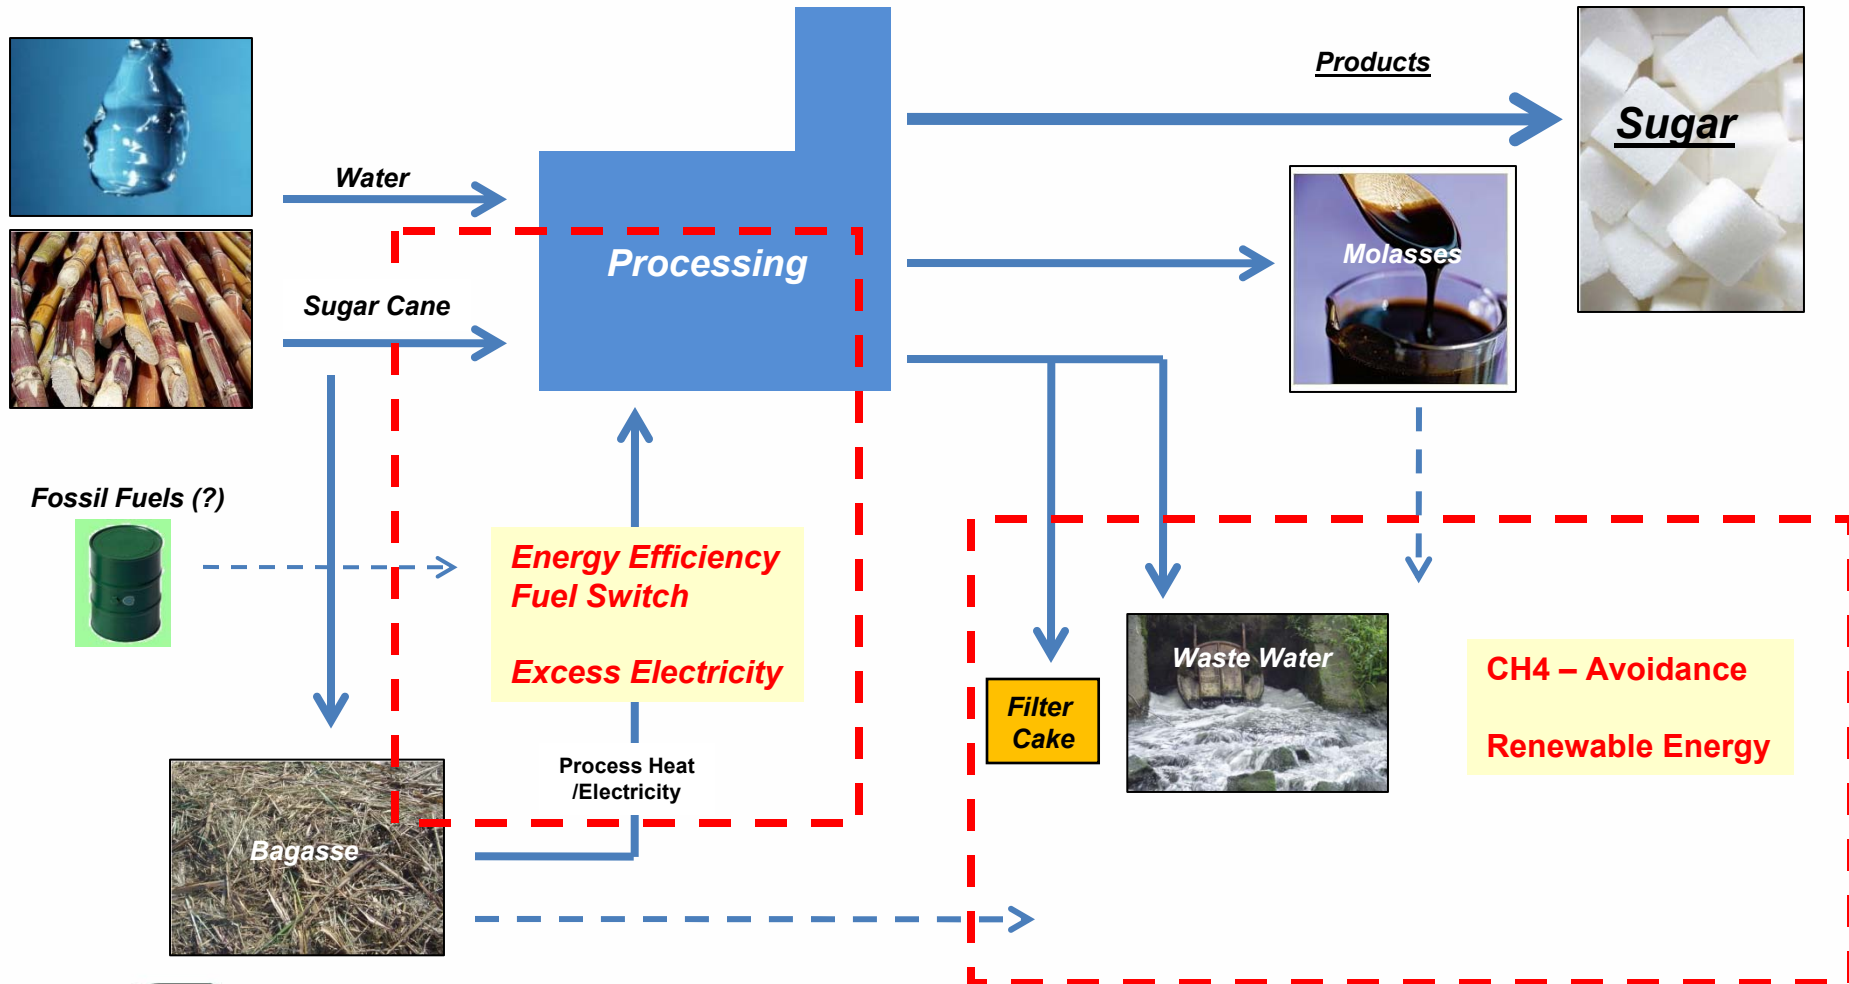 Products
Sugar
Water
Processing
Molasses
Sugar Cane
Fossil Fuels (?)
Energy Efficiency
Fuel Switch
Excess Electricity
Process Heat
/Electricity
Bagasse
Filter
Cake
Waste Water
CH4 – Avoidance
Renewable Energy